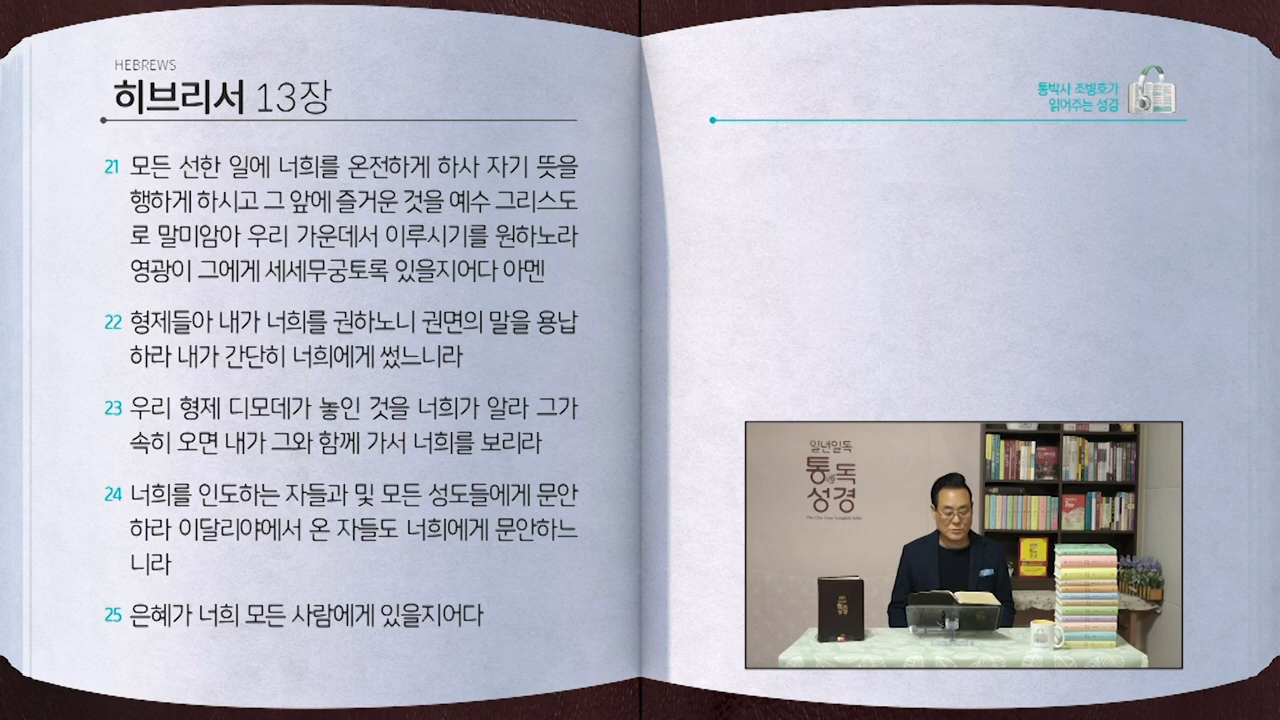 HEBREWS
히브리서 13장
21 모든 선한 일에 너희를 온전하게 하사 자기 뜻을
행하게 하시고 그 앞에 즐거운 것을 예수 그리스도
로 말미암아 우리 가운데서 이루시기를 원하노라
영광이 그에게 세세무궁토록 있을지어다 아멘
22 형제들아 내가 너희를 권하노니 권면의 말을 용납
하라 내가 간단히 너희에게 썼느니라
23 우리 형제 디모데가 놓인 것을 너희가 알라 그가
속히 오면 내가 그와 함께 가서 너희를 보리라
24 너희를 인도하는 자들과 및 모든 성도들에게 문안
하라 이달리야에서 온 자들도 너희에게 문안하느
니라
25 은혜가 너희 모든 사람에게 있을지어다
통박사 조병호가
읽어주는 성경
일년일독
통독
성경